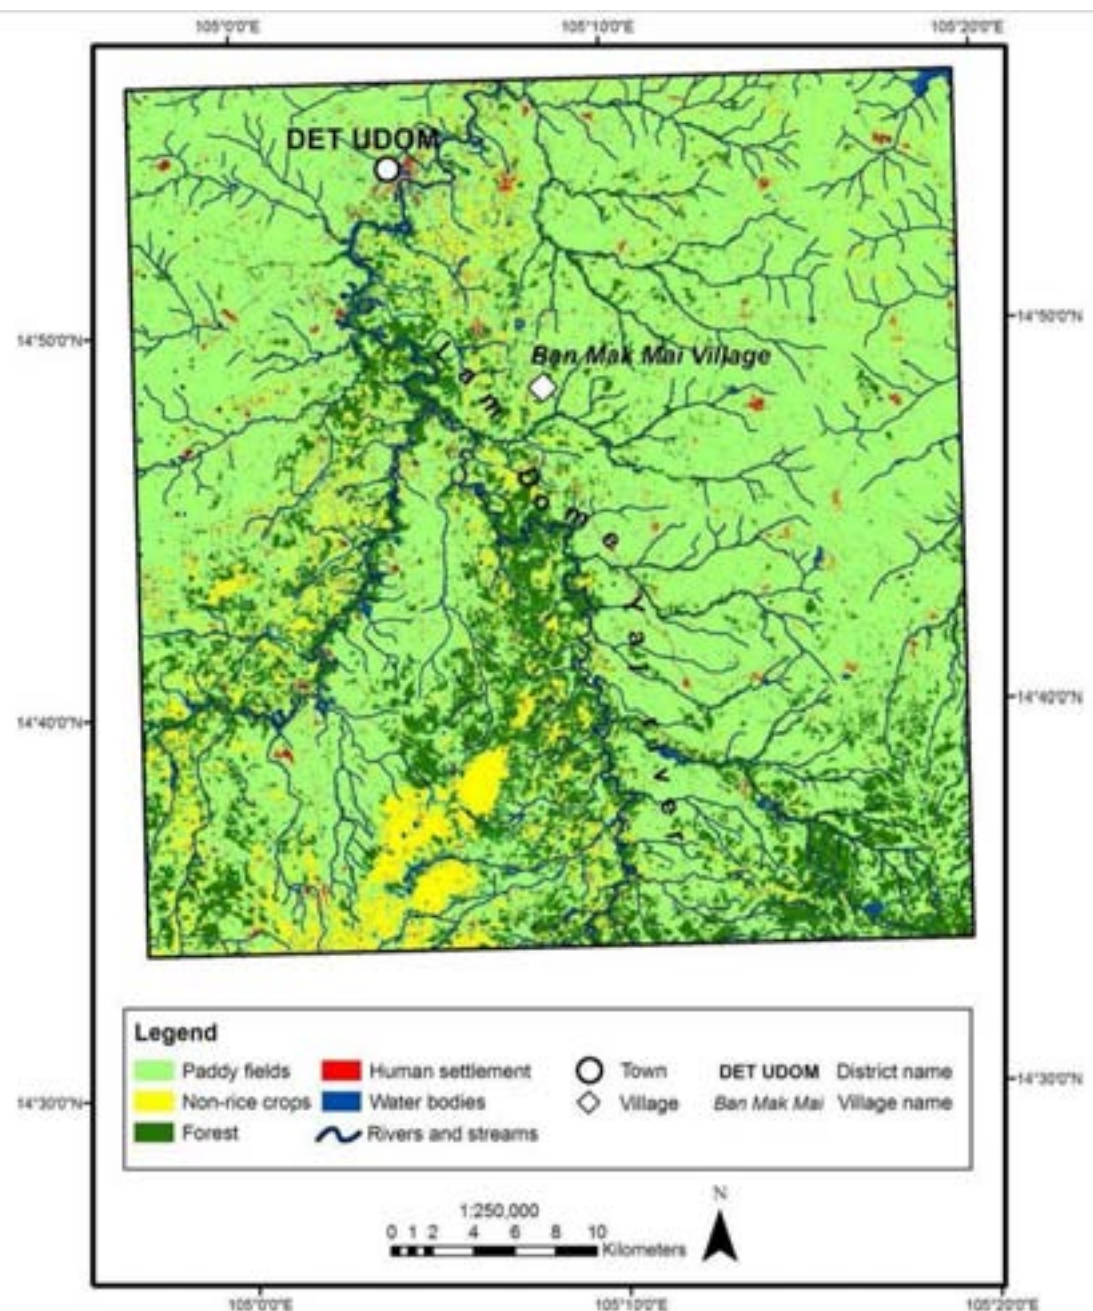 105°0'0"E 105°10'0"E 105°20'0"E
DET UDOM
14°50'0"N 14°50'0"N
Ban Mak Mai Village
Lam Dome Yai river
14°40'0"N 14°40'0"N
Legend
Paddy fields Human settlement Town DET UDOM District name
14°30'0"N Non-rice crops Water bodies Village Ban Mak Mai Village name 14°30'0"N
Forest Rivers and streams
N
1:250,000
0 1 2 4 6 8 10
Kilometers
105°0'0"E 105°10'0"E 105°20'0"E